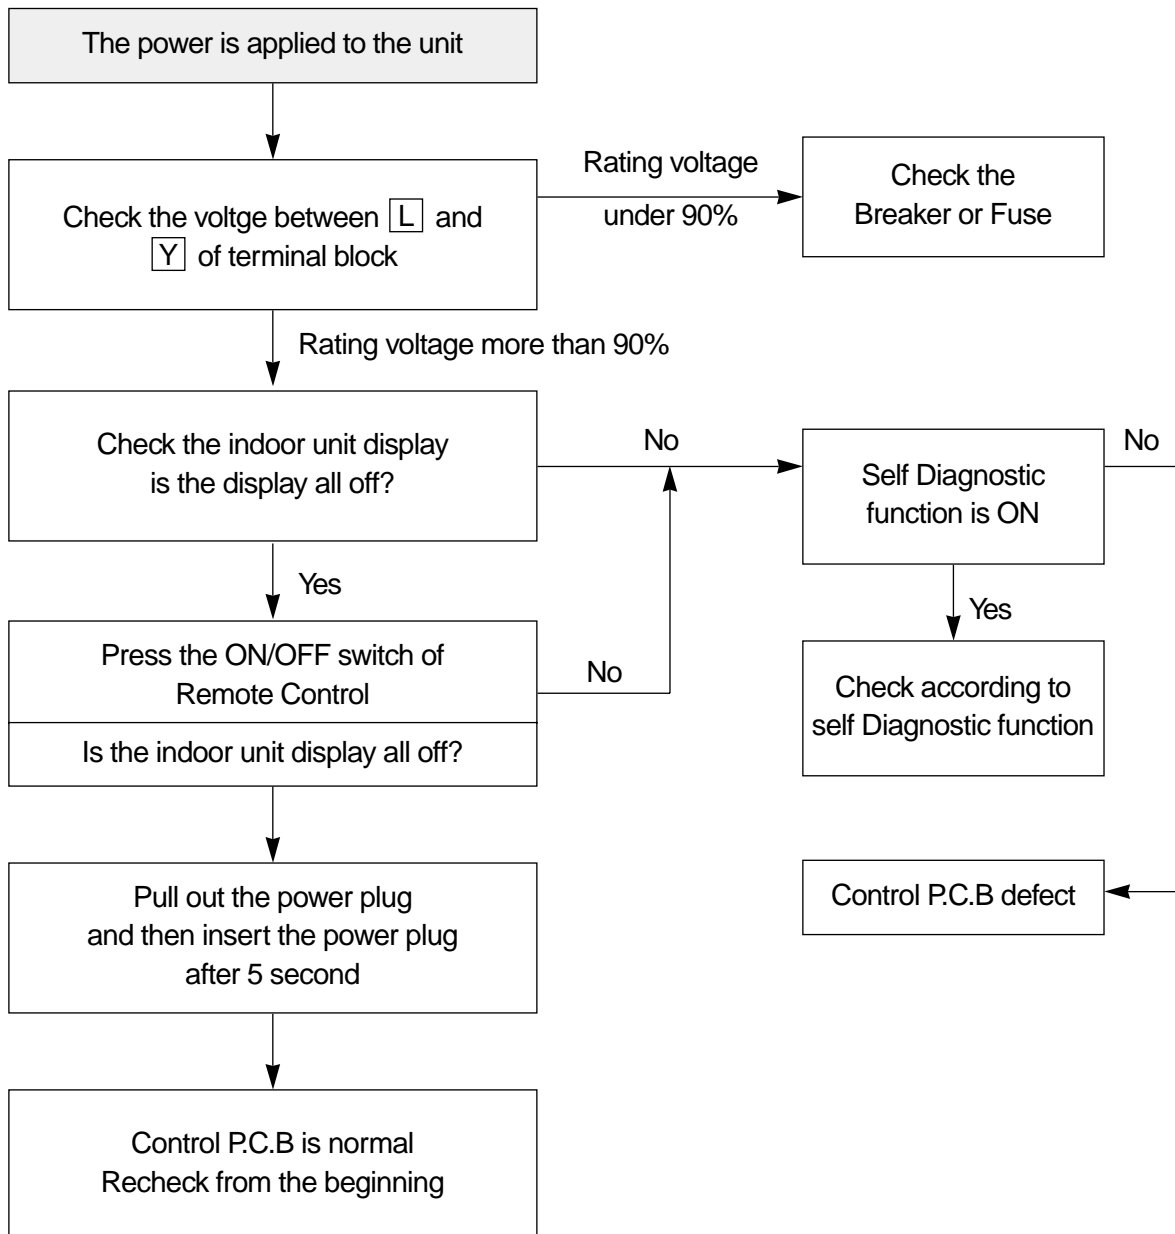 The power is applied to the unit
Check the voltge between L and
Y of terminal block
Rating voltage
under 90%
Check the
Breaker or Fuse
Rating voltage more than 90%
Check the indoor unit display
is the display all off?
No
Self Diagnostic
function is ON
No
Yes
Yes
Press the ON/OFF switch of
Remote Control
No
Is the indoor unit display all off?
Check according to
self Diagnostic function
Pull out the power plug
and then insert the power plug
after 5 second
Control P.C.B defect
Control P.C.B is normal
Recheck from the beginning